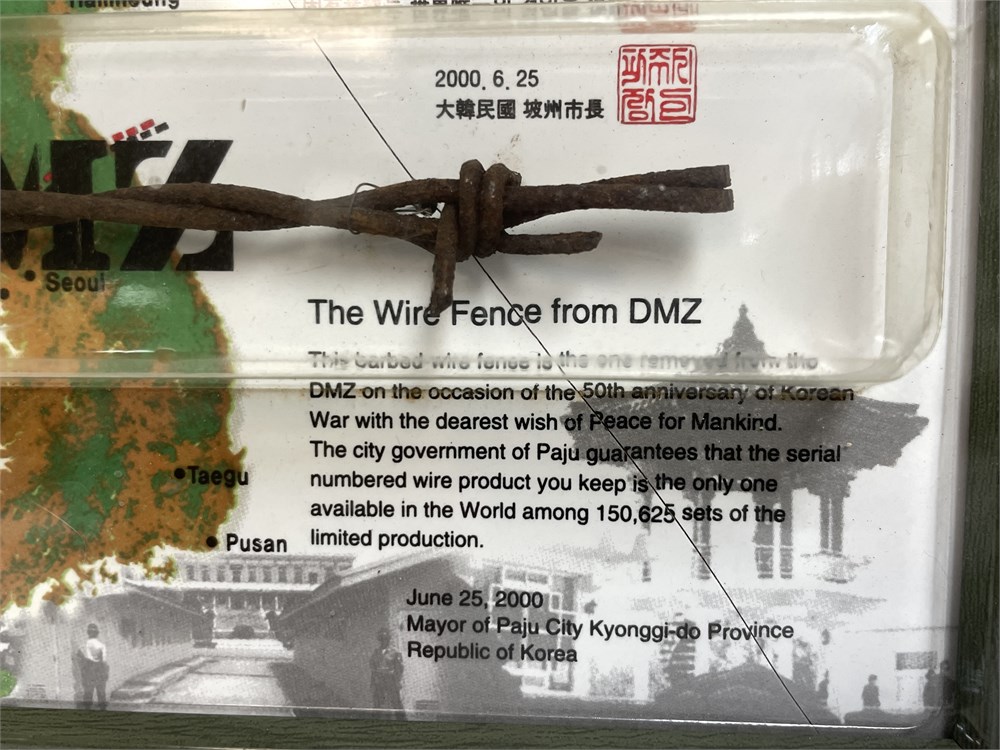 2000. 6. 25
大韓民國 坡州市長
Seoul
The Wire Fence from DMZ
This barbed wire fence is the one removed from the
DMZ on the occasion of the 50th anniversary of Korean
War with the dearest wish of Peace for Mankind.
The city government of Paju guarantees that the serial
Taegu
numbered wire product you keep is the only one
available in the World among 150,625 sets of the
limited production.
Pusan
June 25, 2000
Mayor of Paju City Kyonggi-do Province
Republic of Korea